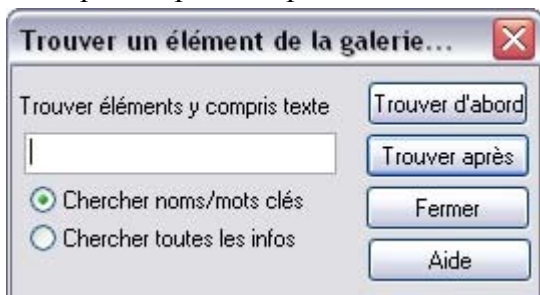 Trouver un élément de la galerie...
Trouver éléments y compris texte
Trouver d'abord
Trouver après
Chercher noms/mots clés
Fermer
Chercher toutes les infos
Aide